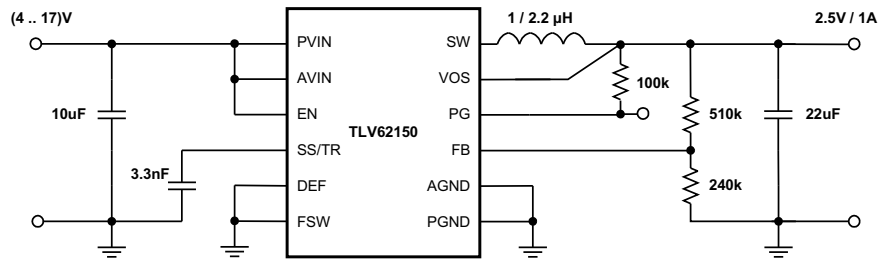 (4 .. 17)V
1 / 2.2 µH
2.5V / 1A
PVIN
SW
AVIN
VOS
100k
10uF
EN
PG
510k
22uF
TLV62150
SS/TR
FB
3.3nF
DEF
AGND
240k
FSW
PGND